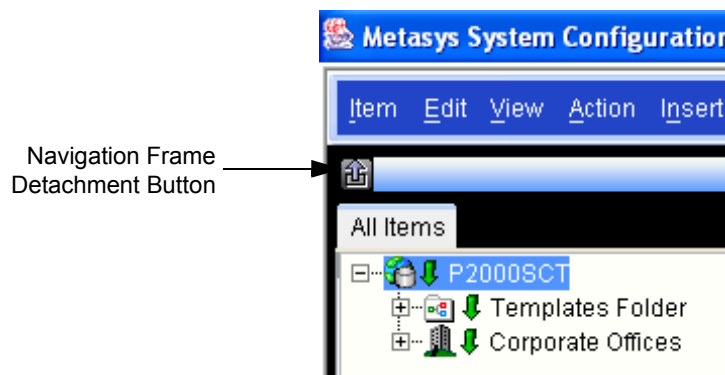 Metasys System Configuration
Item Edit View Action Insert
Navigation Frame
Detachment Button
All Items
P2000SCT
Templates Folder
Corporate Offices